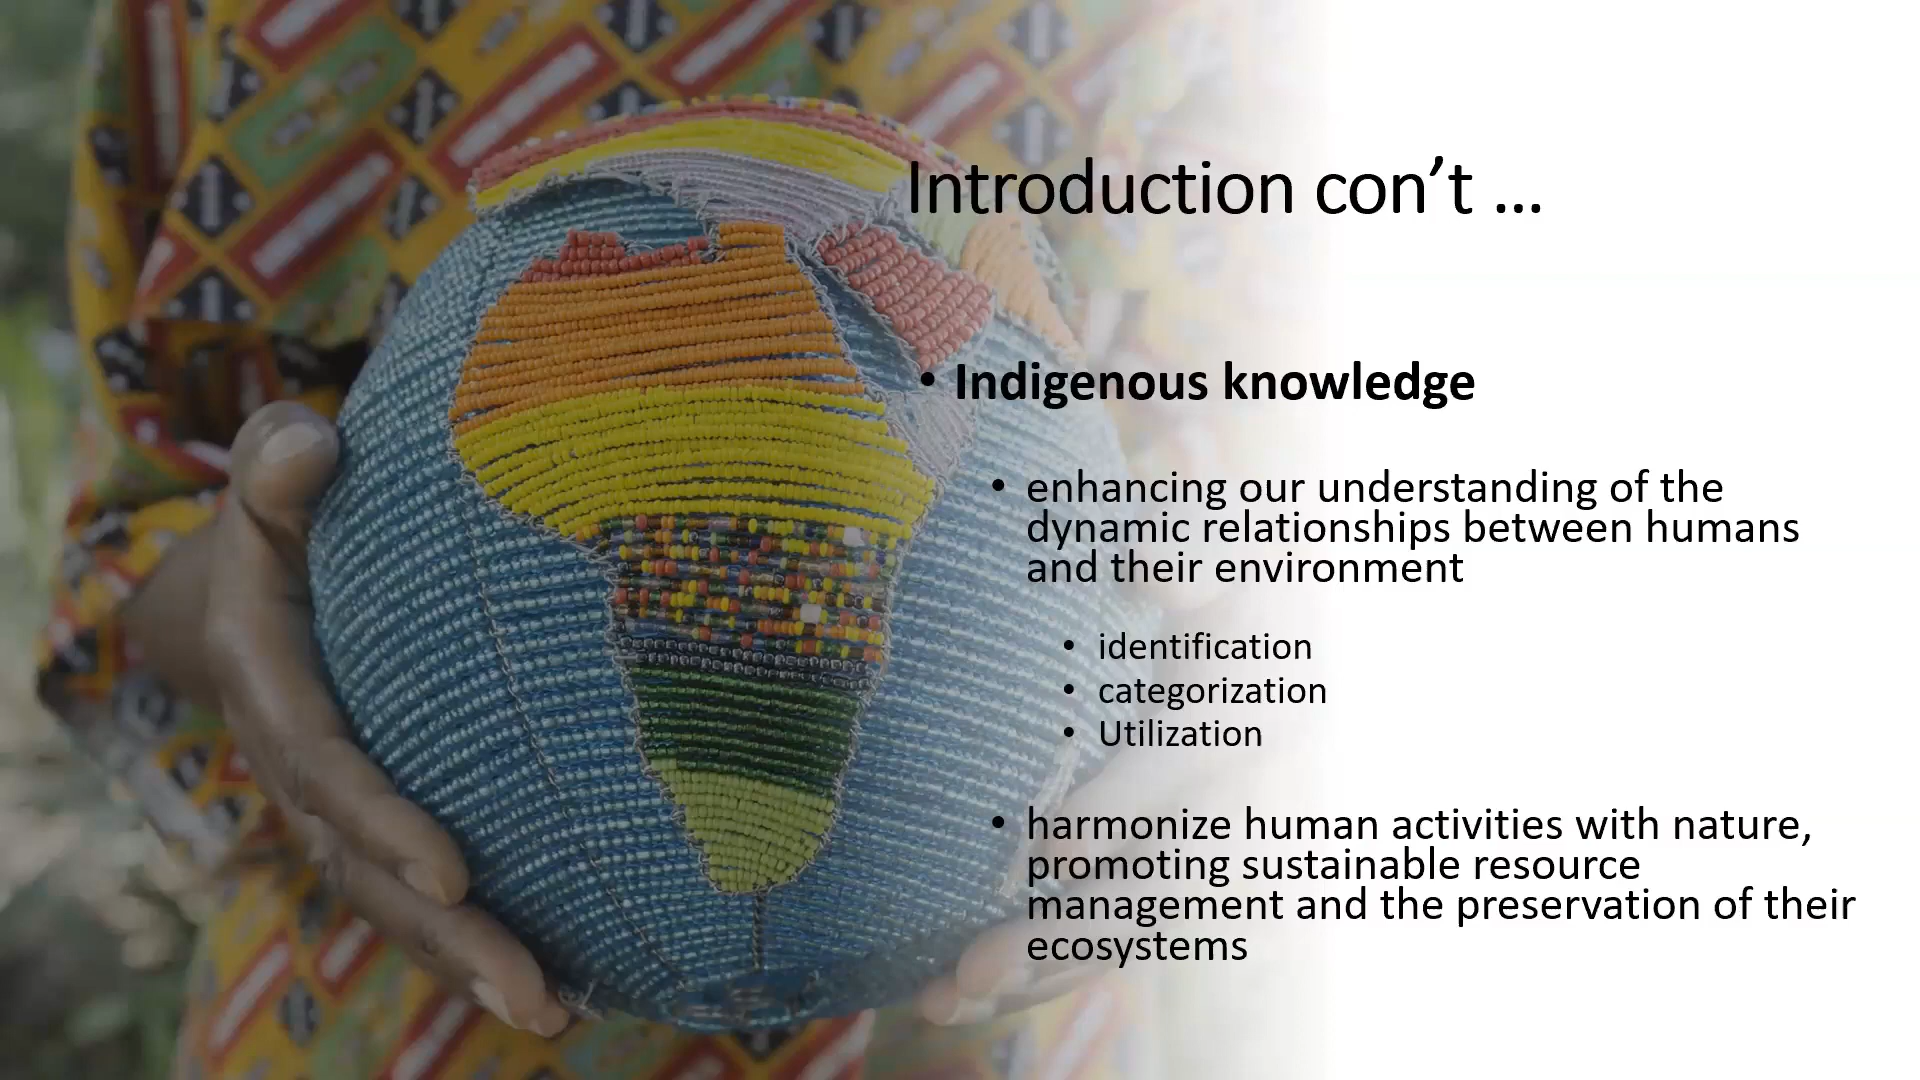 Introduction con’t ...
• Indigenous knowledge
• enhancing our understanding of the
dynamic relationships between humans
and their environment
• identification
• categorization
• Utilization
• harmonize human activities with nature,
promoting sustainable resource
management and the preservation of their
ecosystems